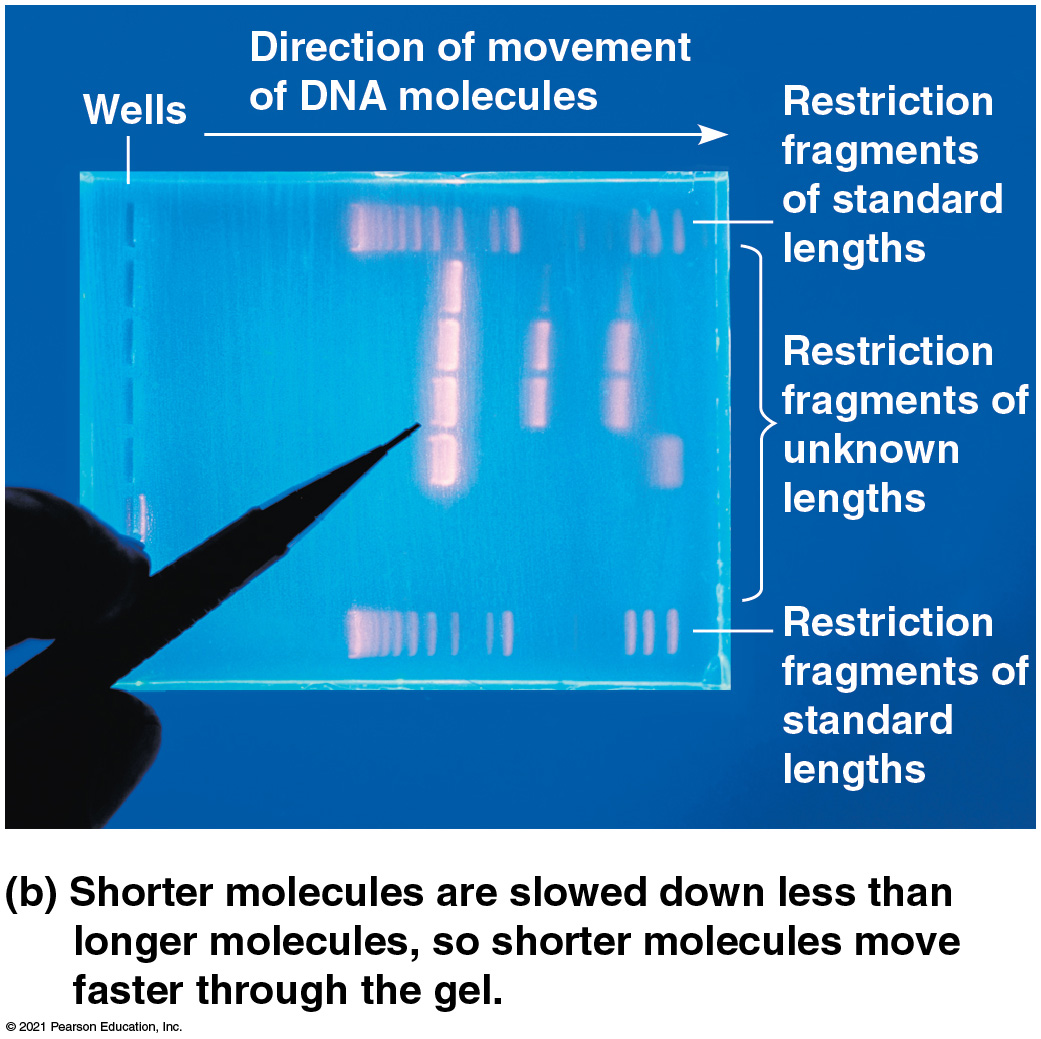 Direction of movement
of DNA molecules
Wells
Restriction
fragments
of standard
lengths
Restriction
fragments of
unknown
lengths
Restriction
fragments of
standard
lengths
(b) Shorter molecules are slowed down less than
longer molecules, so shorter molecules move
faster through the gel.
© 2021 Pearson Education, Inc.